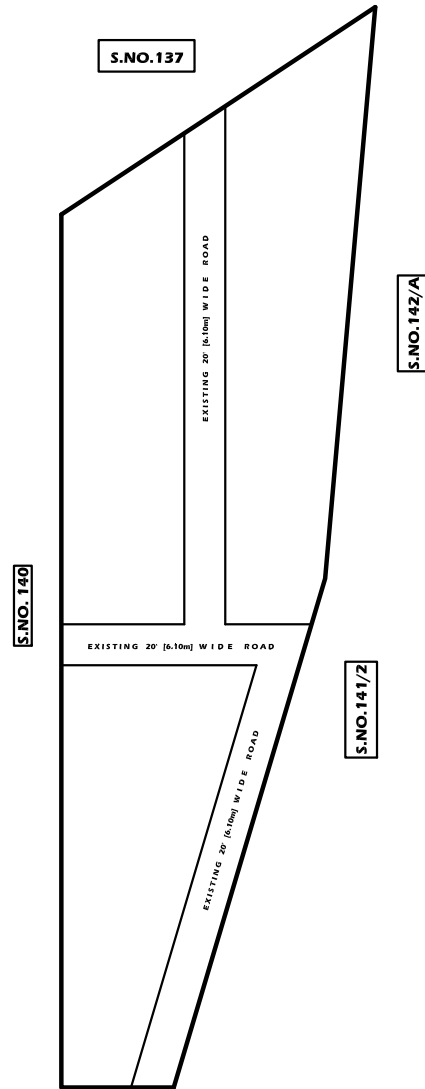 S.NO.137
EXISTING 20' [6.10m] WIDE ROAD
S.NO.142/A
S.NO. 140
EXISTING 20' [6.10m] WIDE ROAD
S.NO.141/2
EXISTING 20' [6.10m] WIDE ROAD